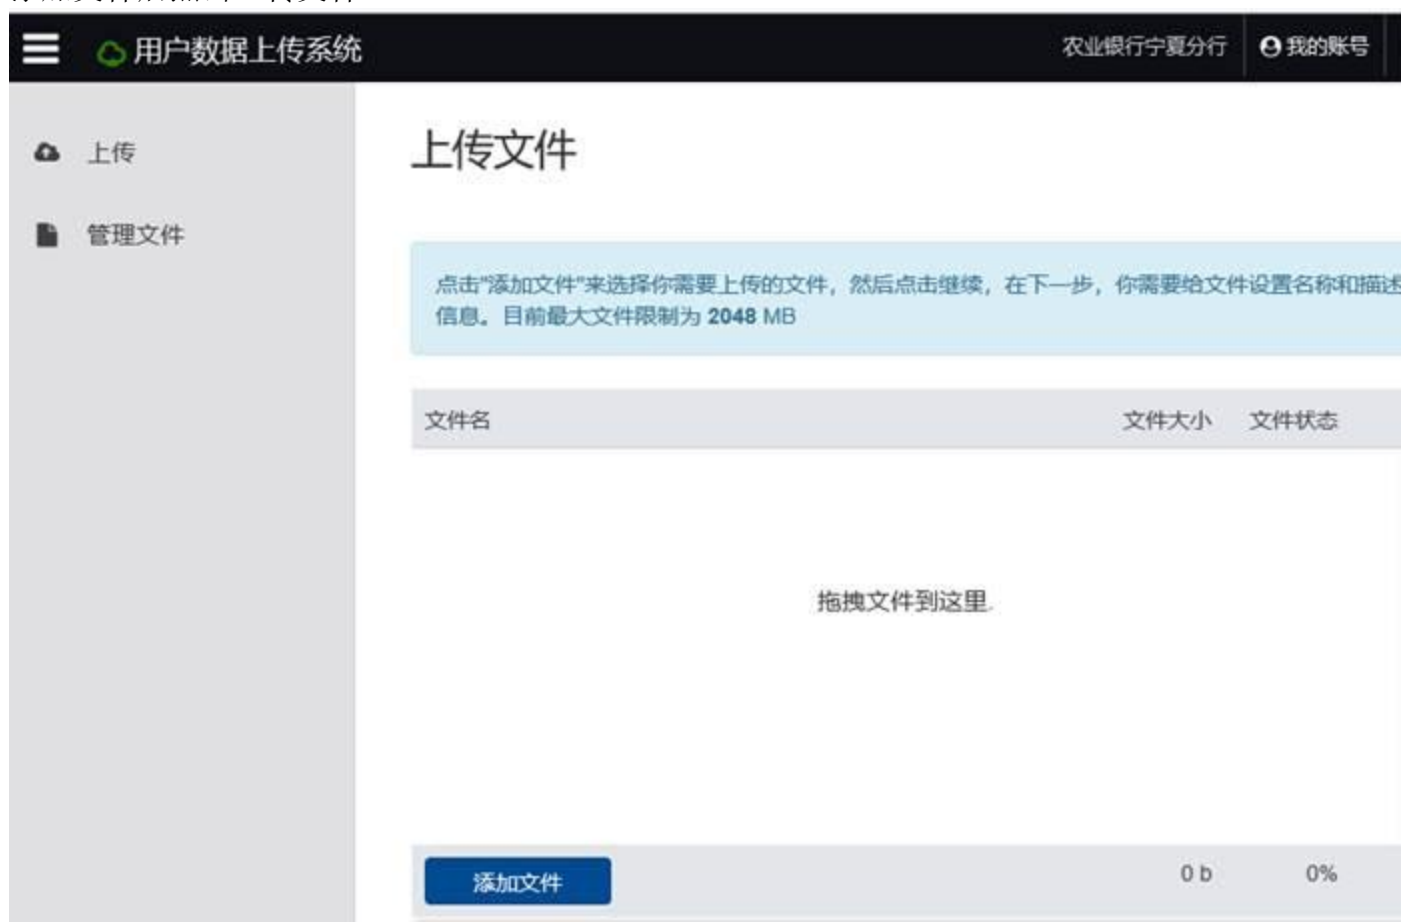 用户数据上传系统
农业银行宁夏分行
我的账号
上传
管理文件
上传文件
点击"添加文件"来选择你需要上传的文件，然后点击继续，在下一步，你需要给文件设置名称和描述
信息。目前最大文件限制为 2048 MB
文件名 文件大小 文件状态
拖拽文件到这里.
添加文件 0 b 0%